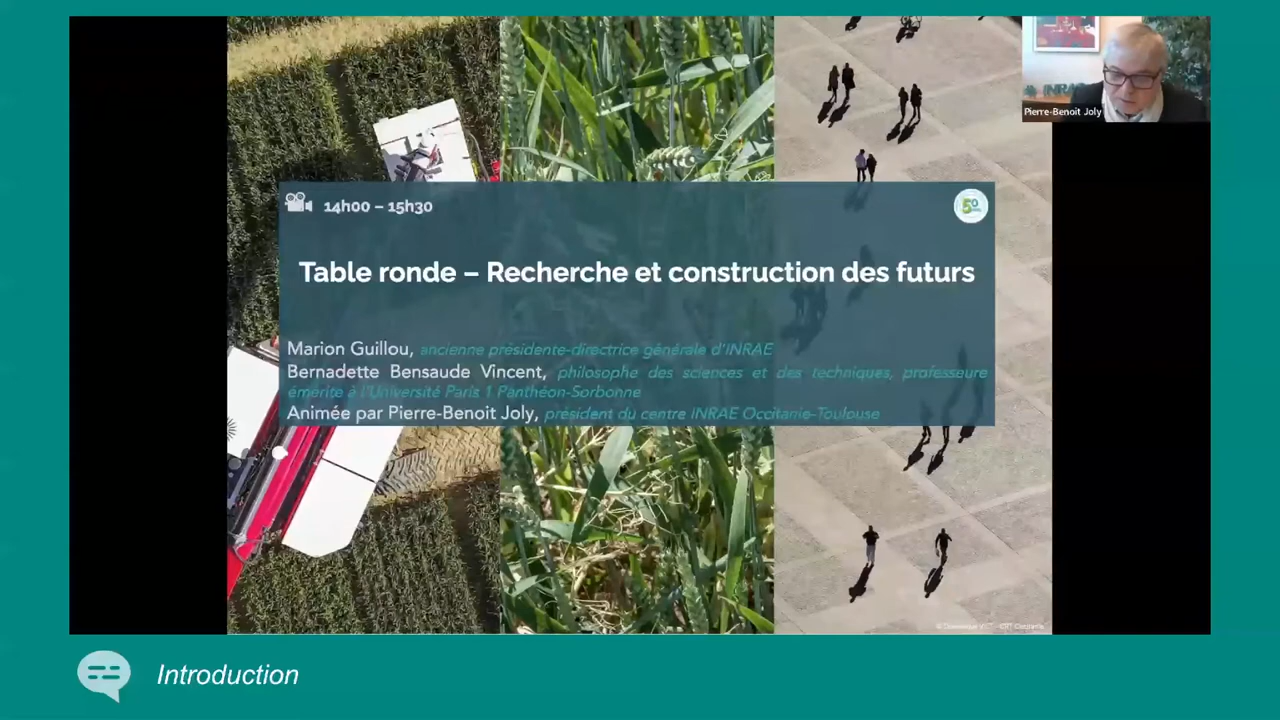 INRA
Pierre-Benoit Joly
14h00 – 15h30
50
Table ronde – Recherche et construction des futurs
Marion Guillou, ancienne présidente-directrice générale d'INRAE
Bernadette Bensaude Vincent, philosophe des sciences et des techniques, professeure
émérite à l'Université Paris 1 Panthéon-Sorbonne
Animée par Pierre-Benoit Joly, président du centre INRAE Occitanie-Toulouse
Introduction